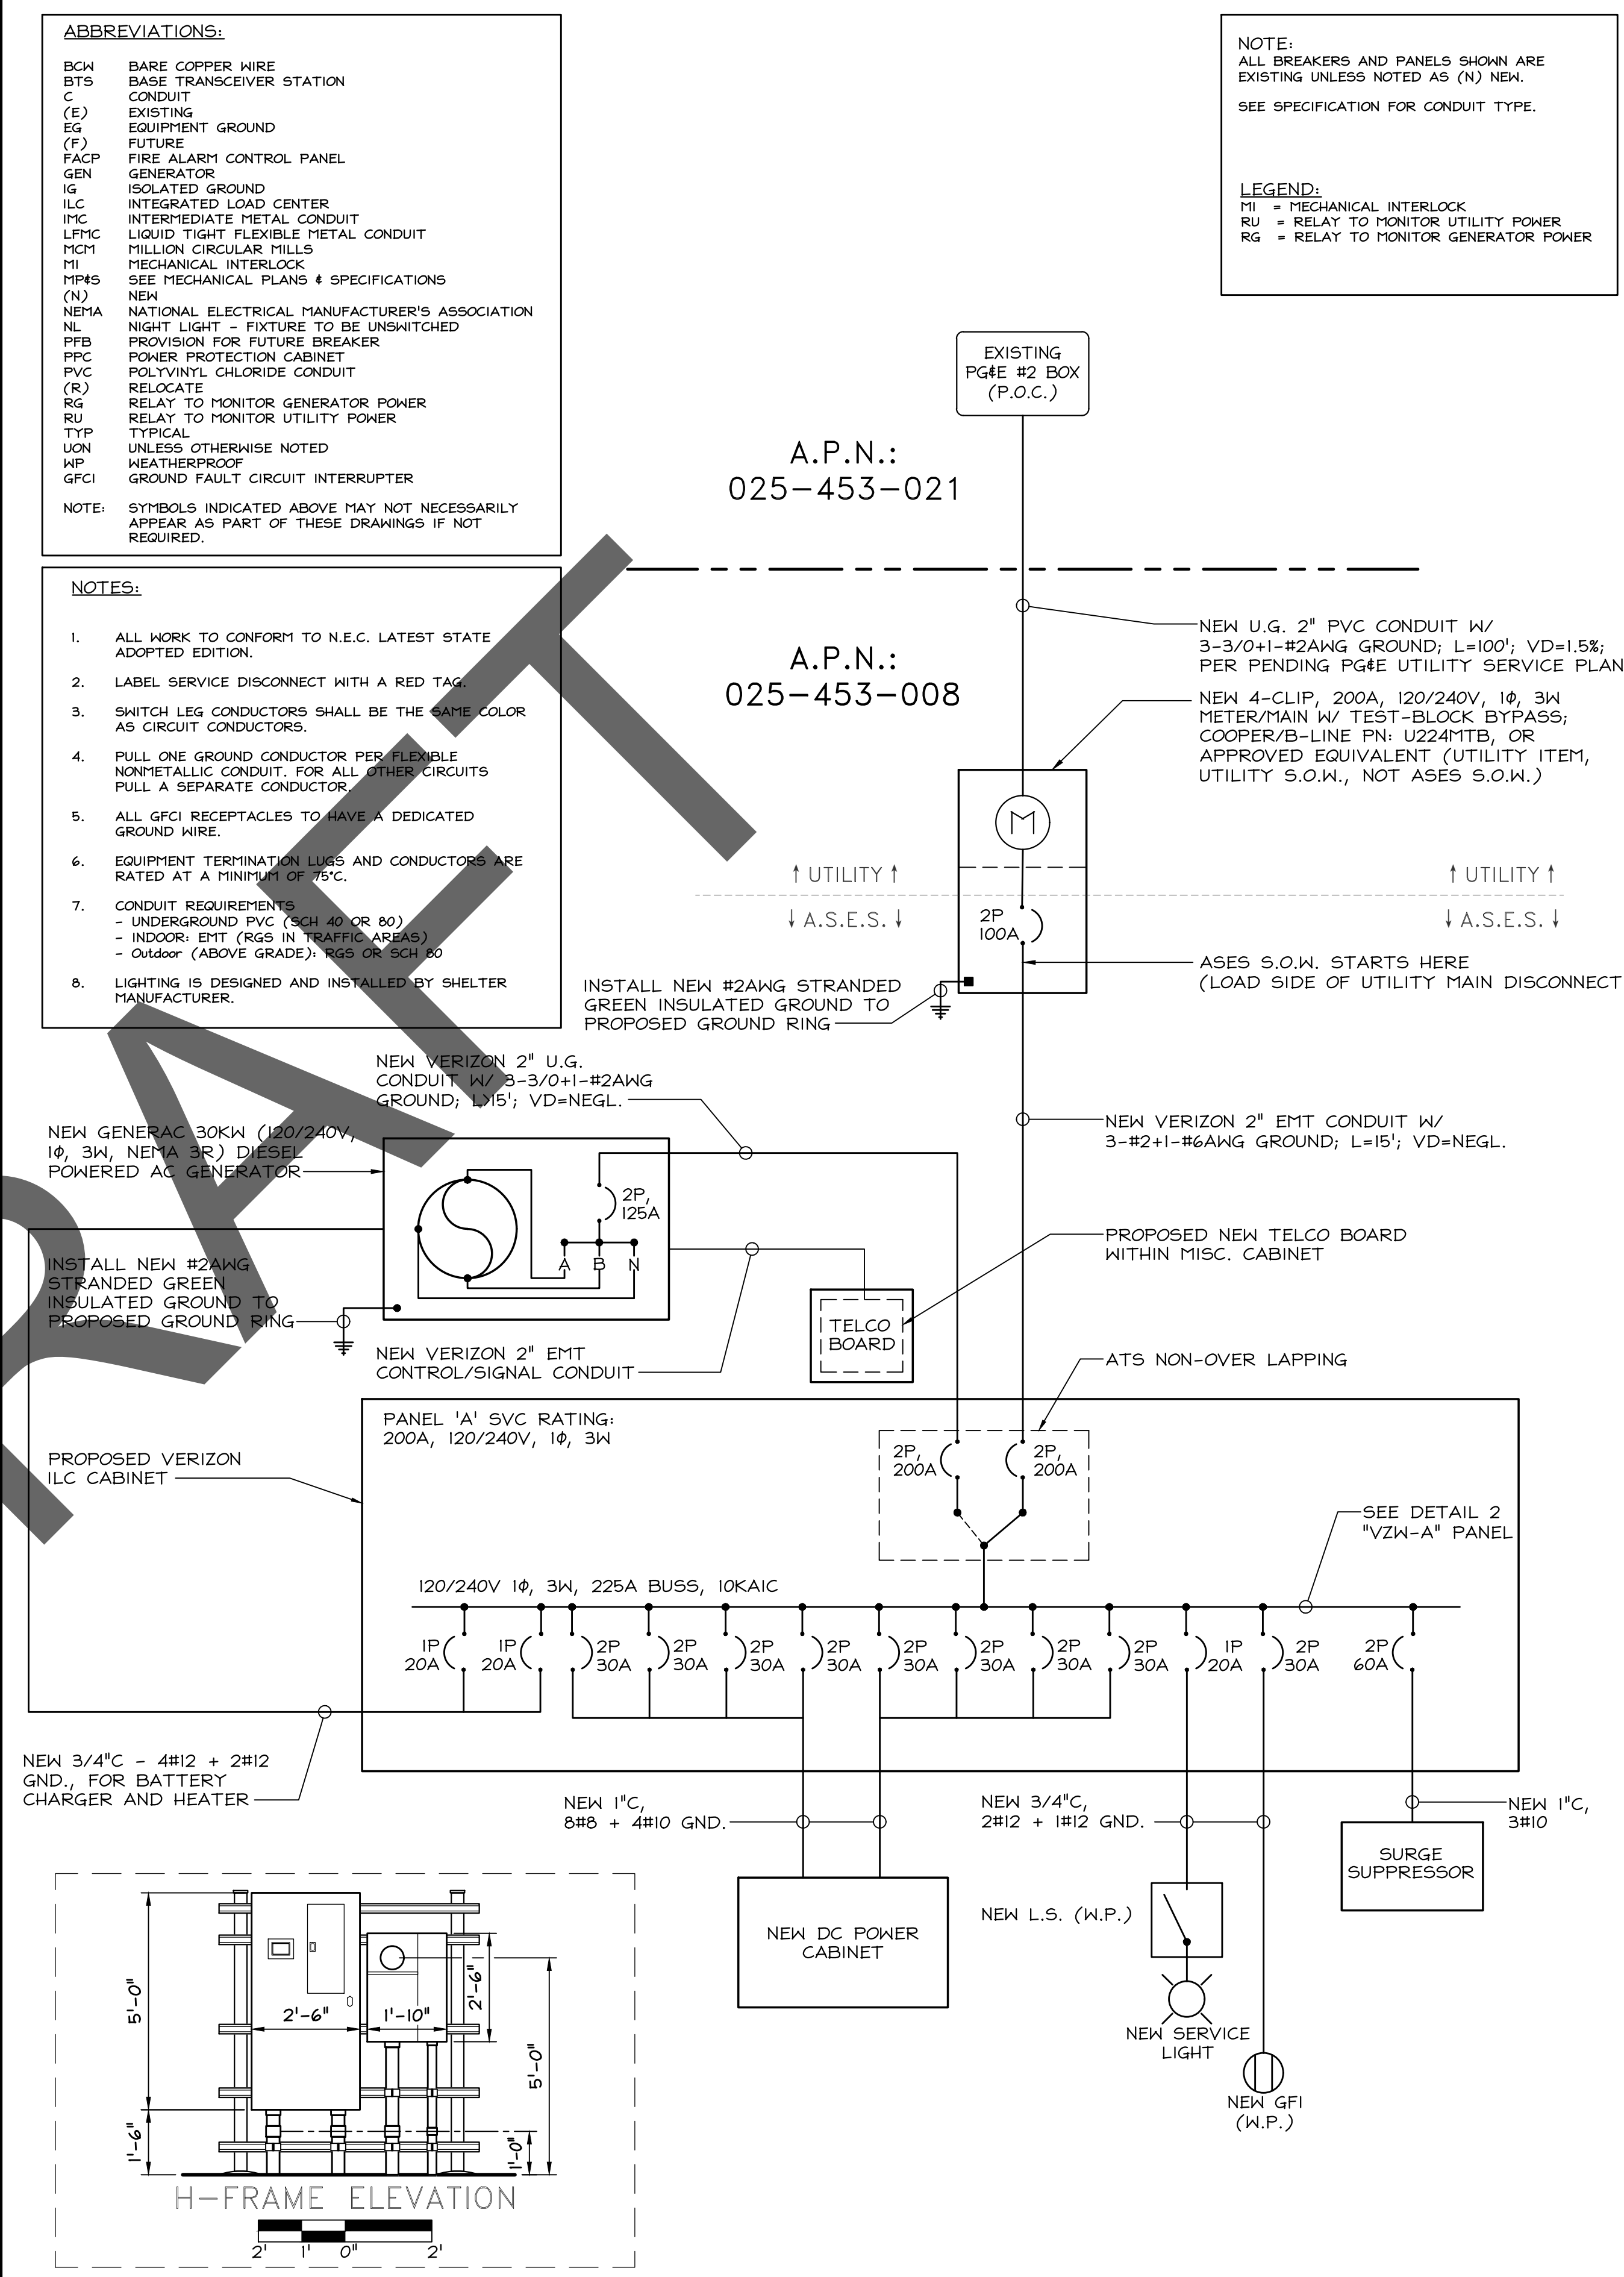 ABBREVIATIONS:
BCW BARE COPPER WIRE
BTS BASE TRANSCEIVER STATION
C CONDUIT
(E) EXISTING
EG EQUIPMENT GROUND
(F) FUTURE
FACP FIRE ALARM CONTROL PANEL
GEN GENERATOR
IG ISOLATED GROUND
ILC INTEGRATED LOAD CENTER
IMC INTERMEDIATE METAL CONDUIT
LFMC LIQUID TIGHT FLEXIBLE METAL CONDUIT
MCM MILLION CIRCULAR MILLS
MI MECHANICAL INTERLOCK
MP&S SEE MECHANICAL PLANS & SPECIFICATIONS
(N) NEW
NEMA NATIONAL ELECTRICAL MANUFACTURER'S ASSOCIATION
NL NIGHT LIGHT - FIXTURE TO BE UNSWITCHED
PFB PROVISION FOR FUTURE BREAKER
PPC POWER PROTECTION CABINET
PVC POLYVINYL CHLORIDE CONDUIT
(R) RELOCATE
RG RELAY TO MONITOR GENERATOR POWER
RU RELAY TO MONITOR UTILITY POWER
TYP TYPICAL
UON UNLESS OTHERWISE NOTED
WP WEATHERPROOF
GFCI GROUND FAULT CIRCUIT INTERRUPTER
NOTE: SYMBOLS INDICATED ABOVE MAY NOT NECESSARILY
APPEAR AS PART OF THESE DRAWINGS IF NOT
REQUIRED.
NOTE:
ALL BREAKERS AND PANELS SHOWN ARE
EXISTING UNLESS NOTED AS (N) NEW.
SEE SPECIFICATION FOR CONDUIT TYPE.
LEGEND:
MI = MECHANICAL INTERLOCK
RU = RELAY TO MONITOR UTILITY POWER
RG = RELAY TO MONITOR GENERATOR POWER
EXISTING
PG&E #2 BOX
(P.O.C.)
A.P.N.:
025-453-021
NOTES:
1. ALL WORK TO CONFORM TO N.E.C. LATEST STATE
ADOPTED EDITION.
2. LABEL SERVICE DISCONNECT WITH A RED TAG.
3. SWITCH LEG CONDUCTORS SHALL BE THE SAME COLOR
AS CIRCUIT CONDUCTORS.
4. PULL ONE GROUND CONDUCTOR PER FLEXIBLE
NONMETALLIC CONDUIT. FOR ALL OTHER CIRCUITS
PULL A SEPARATE CONDUCTOR.
5. ALL GFCI RECEPTACLES TO HAVE A DEDICATED
GROUND WIRE.
6. EQUIPMENT TERMINATION LUGS AND CONDUCTORS ARE
RATED AT A MINIMUM OF 75°C.
7. CONDUIT REQUIREMENTS
- UNDERGROUND PVC (SCH 40 OR 80)
- INDOOR: EMT (RGS IN TRAFFIC AREAS)
- Outdoor (ABOVE GRADE): RGS OR SCH 80
8. LIGHTING IS DESIGNED AND INSTALLED BY SHELTER
MANUFACTURER.
A.P.N.:
025-453-008
NEW U.G. 2" PVC CONDUIT W/
3-3/0+1-#2AWG GROUND; L=100'; VD=1.5%;
PER PENDING PG&E UTILITY SERVICE PLAN
NEW 4-CLIP, 200A, 120/240V, 1ϕ, 3W
METER/MAIN W/ TEST-BLOCK BYPASS;
COOPER/B-LINE PN: U224MTB, OR
APPROVED EQUIVALENT (UTILITY ITEM,
UTILITY S.O.W., NOT ASES S.O.W.)
M
↑ UTILITY ↑
↑ UTILITY ↑
↓ A.S.E.S. ↓
↓ A.S.E.S. ↓
2P
100A
ASES S.O.W. STARTS HERE
(LOAD SIDE OF UTILITY MAIN DISCONNECT
INSTALL NEW #2AWG STRANDED
GREEN INSULATED GROUND TO
PROPOSED GROUND RING
NEW VERIZON 2" U.G.
CONDUIT W/ 3-3/0+1-#2AWG
GROUND; L>15'; VD=NEGL.
NEW VERIZON 2" EMT CONDUIT W/
3-#2+1-#6AWG GROUND; L=15'; VD=NEGL.
NEW GENERAC 30KW (120/240V,
1ϕ, 3W, NEMA 3R) DIESEL
POWERED AC GENERATOR
2P,
125A
A B N
PROPOSED NEW TELCO BOARD
WITHIN MISC. CABINET
INSTALL NEW #2AWG
STRANDED GREEN
INSULATED GROUND TO
PROPOSED GROUND RING
TELCO
BOARD
NEW VERIZON 2" EMT
CONTROL/SIGNAL CONDUIT
ATS NON-OVER LAPPING
PANEL 'A' SVC RATING:
200A, 120/240V, 1ϕ, 3W
2P,
200A
2P,
200A
PROPOSED VERIZON
ILC CABINET
SEE DETAIL 2
"VZW-A" PANEL
120/240V 1ϕ, 3W, 225A BUSS, 10KAIC
1P 1P 2P 2P 2P 2P 2P 2P 2P 2P 1P 2P 2P
20A 20A 30A 30A 30A 30A 30A 30A 30A 30A 20A 30A 60A
NEW 3/4"C - 4#12 + 2#12
GND., FOR BATTERY
CHARGER AND HEATER
NEW 1"C,
8#8 + 4#10 GND.
NEW 3/4"C,
2#12 + 1#12 GND.
NEW 1"C,
3#10
SURGE
SUPPRESSOR
NEW DC POWER
CABINET
NEW L.S. (W.P.)
NEW SERVICE
LIGHT
NEW GFI
(W.P.)
5'-0"
2'-6"
1'-10"
2'-6"
5'-0"
1'-6"
1'-0"
H-FRAME ELEVATION
2' 1' 0" 2'
RAFT